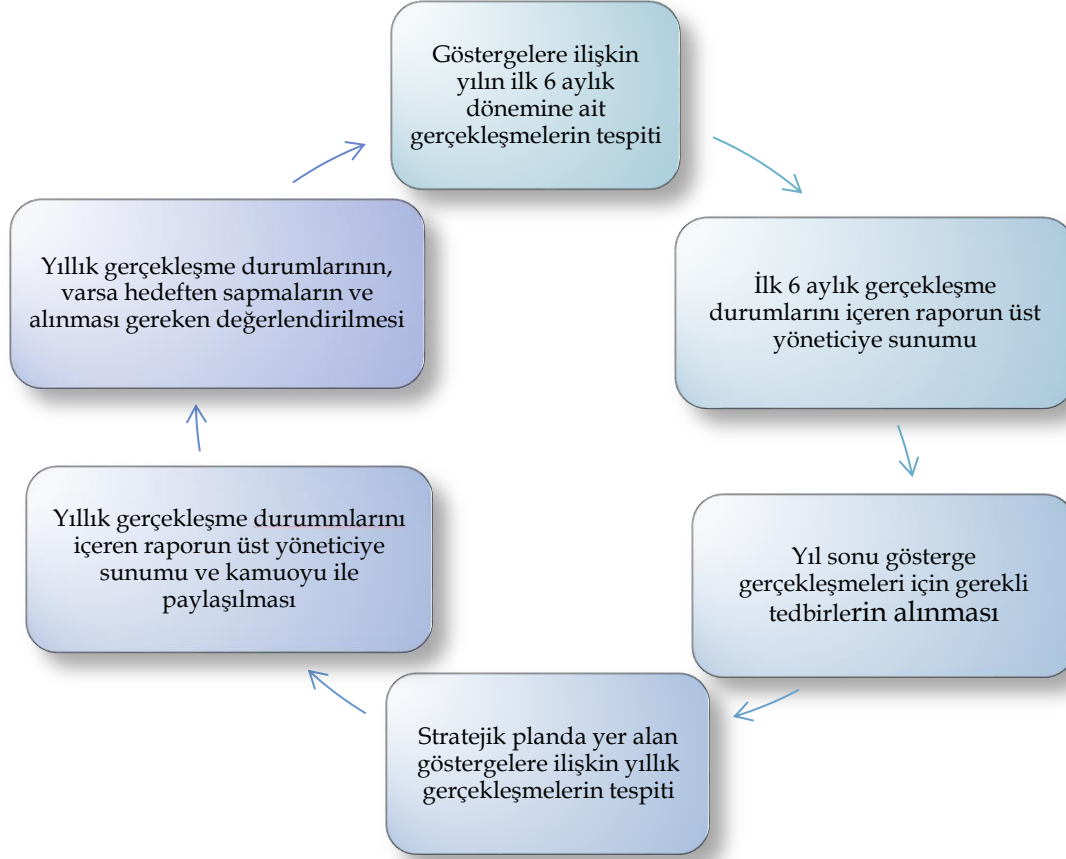 Göstergelere ilişkin
yılın ilk 6 aylık
dönemine ait
gerçekleşmelerin tespiti
İlk 6 aylık gerçekleşme
durumlarını içeren raporun üst
yöneticiye sunumu
Yıl sonu gösterge
gerçekleşmeleri için gerekli
tedbirlerin alınması
Stratejik planda yer alan
göstergelere ilişkin yıllık
gerçekleşmelerin tespiti
Yıllık gerçekleşme durummlarını
içeren raporun üst yöneticiye
sunumu ve kamuoyu ile
paylaşılması
Yıllık gerçekleşme durumlarının,
varsa hedeften sapmaların ve
alınması gereken değerlendirilmesi